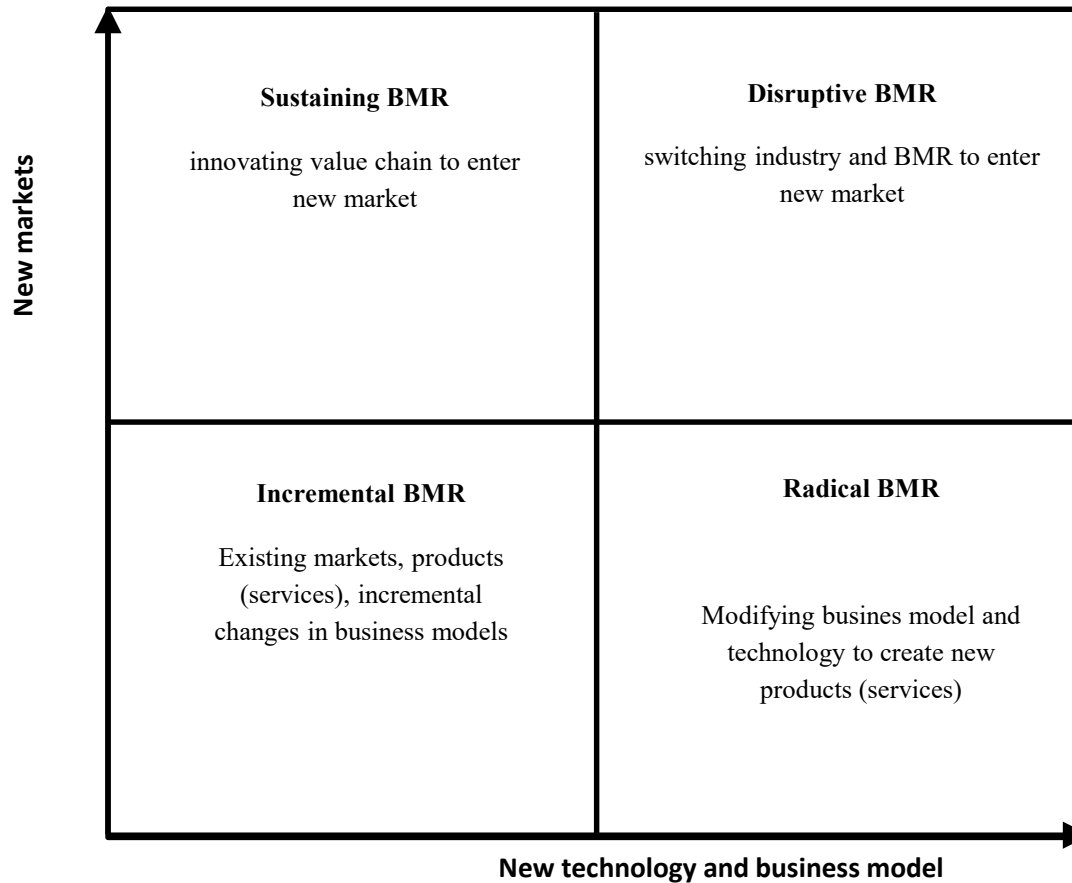 New markets
Sustaining BMR
innovating value chain to enter
new market
Disruptive BMR
switching industry and BMR to enter
new market
Incremental BMR
Existing markets, products
(services), incremental
changes in business models
Radical BMR
Modifying busines model and
technology to create new
products (services)
New technology and business model